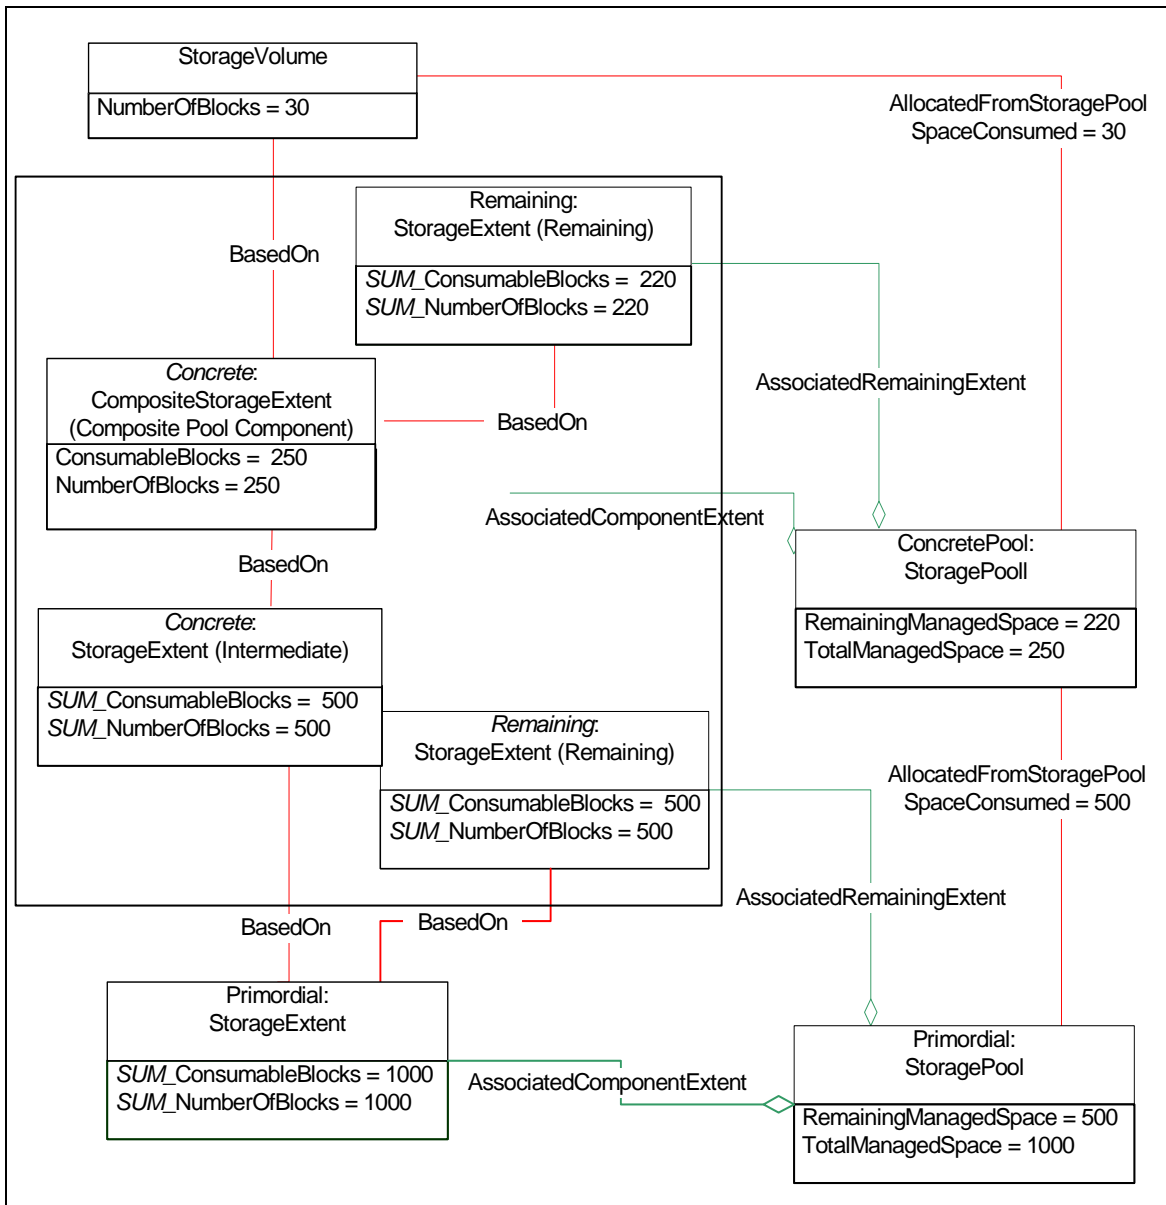 StorageVolume
NumberOfBlocks = 30
AllocatedFromStoragePool
SpaceConsumed = 30
BasedOn
Remaining:
StorageExtent (Remaining)
SUM_ConsumableBlocks =  220
SUM_NumberOfBlocks = 220
AssociatedRemainingExtent
Concrete:
CompositeStorageExtent
(Composite Pool Component)
ConsumableBlocks =  250
NumberOfBlocks = 250
BasedOn
AssociatedComponentExtent
ConcretePool:
StoragePooll
RemainingManagedSpace = 220
TotalManagedSpace = 250
BasedOn
Concrete:
StorageExtent (Intermediate)
SUM_ConsumableBlocks =  500
SUM_NumberOfBlocks = 500
Remaining:
StorageExtent (Remaining)
SUM_ConsumableBlocks =  500
SUM_NumberOfBlocks = 500
AllocatedFromStoragePool
SpaceConsumed = 500
AssociatedRemainingExtent
BasedOn
BasedOn
Primordial:
StorageExtent
SUM_ConsumableBlocks = 1000
SUM_NumberOfBlocks = 1000
AssociatedComponentExtent
Primordial:
StoragePool
RemainingManagedSpace = 500
TotalManagedSpace = 1000